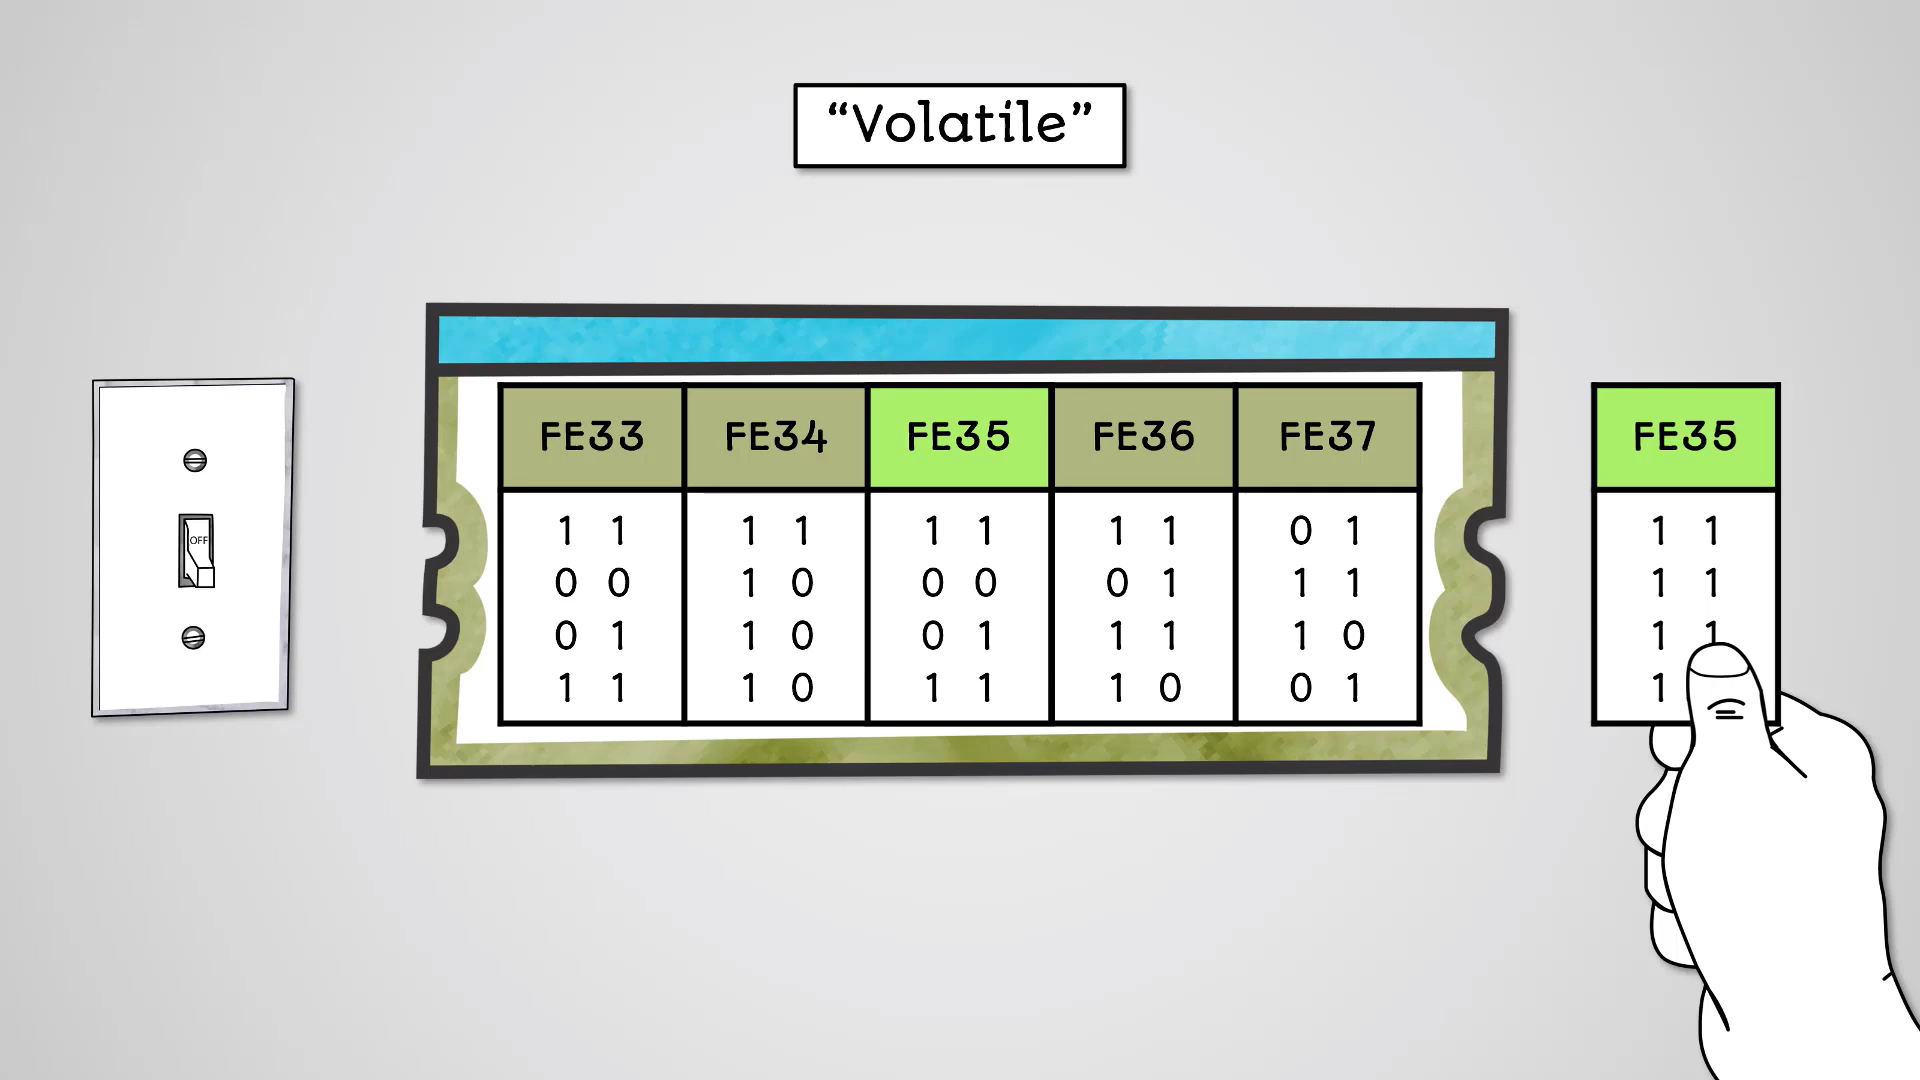 “Volatile”
OFF
FE33 FE34 FE35 FE36 FE37
1 1 1 1 1 1 1 1 0 1
0 0 1 0 0 0 0 1 1 1
0 1 1 0 0 1 1 1 1 0
1 1 1 0 1 1 1 0 0 1
FE35
1 1
1 1
1 1
1